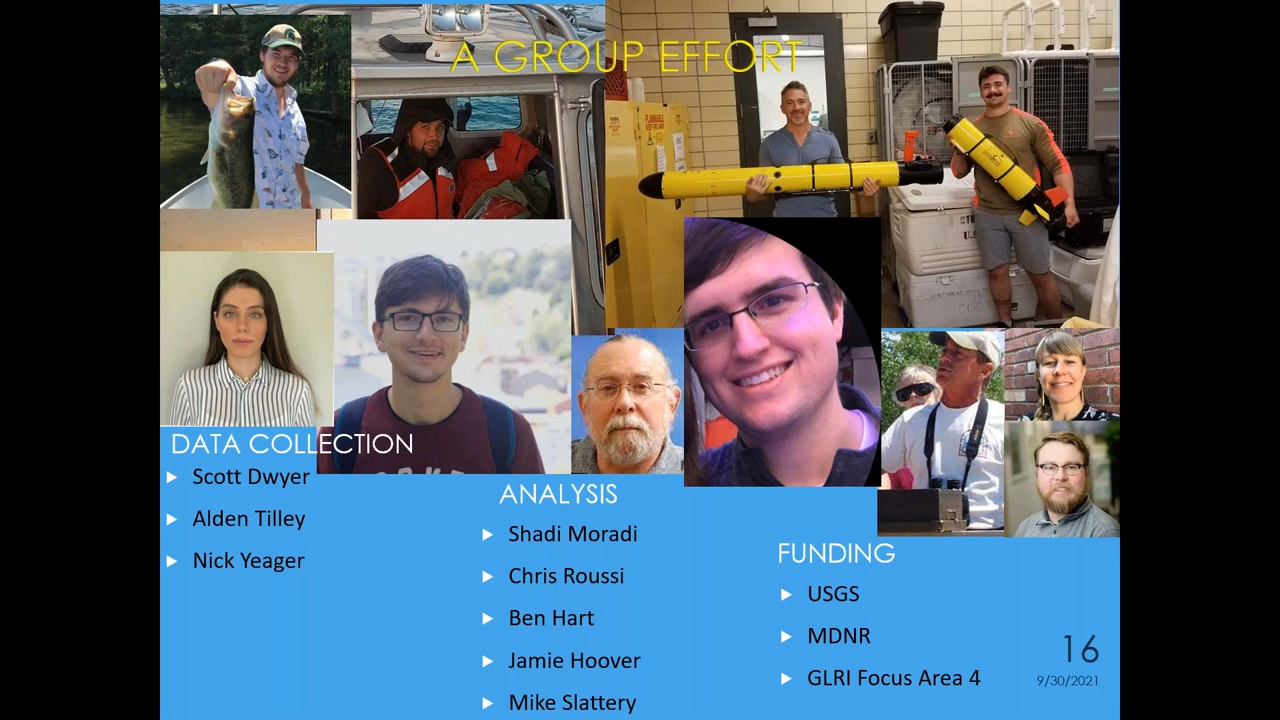 A GROUP EFFORT
DATA COLLECTION
Scott Dwyer
Alden Tilley
Nick Yeager
ANALYSIS
Shadi Moradi
Chris Roussi
Ben Hart
Jamie Hoover
Mike Slattery
FUNDING
USGS
MDNR
GLRI Focus Area 4
16
9/30/2021
FLAMMABLE